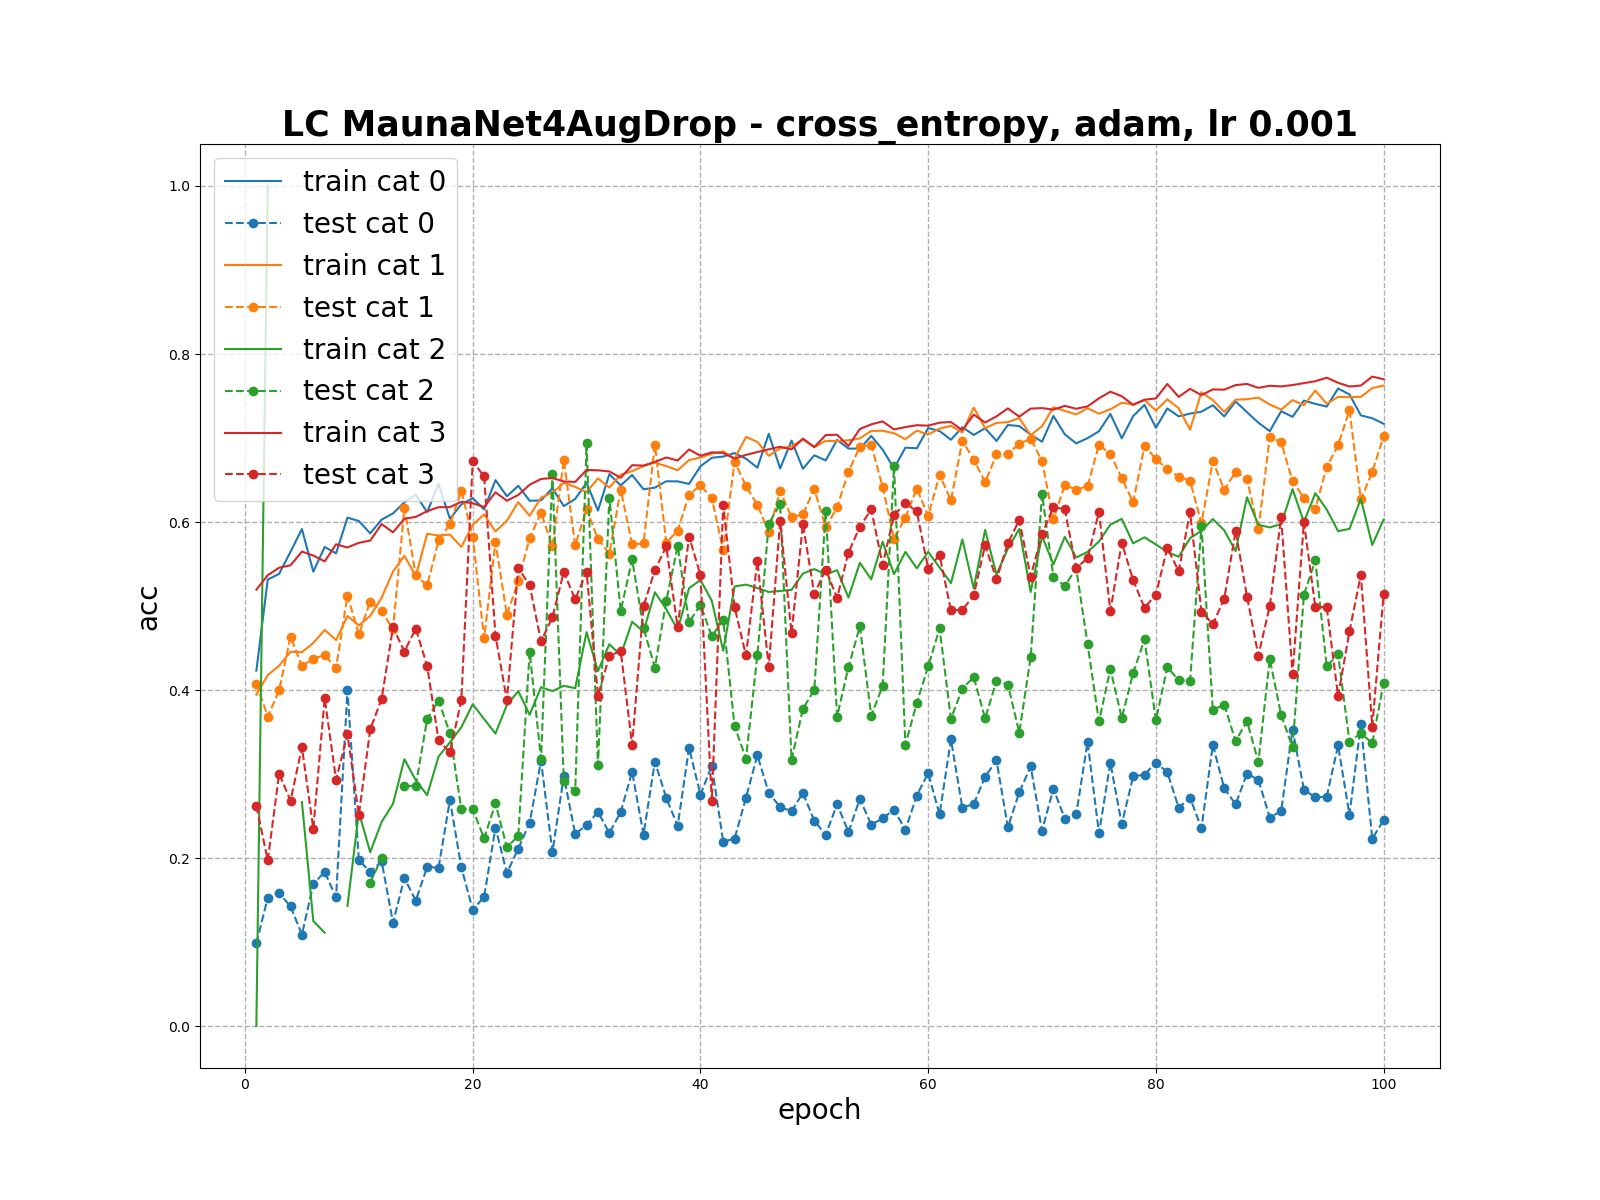 LC MaunaNet4AugDrop - cross_entropy, adam, lr 0.001
train cat 0
test cat 0
train cat 1
test cat 1
train cat 2
test cat 2
train cat 3
test cat 3
1.0
0.8
0.6
0.4
0.2
0.0
acc
0 20 40 60 80 100
epoch